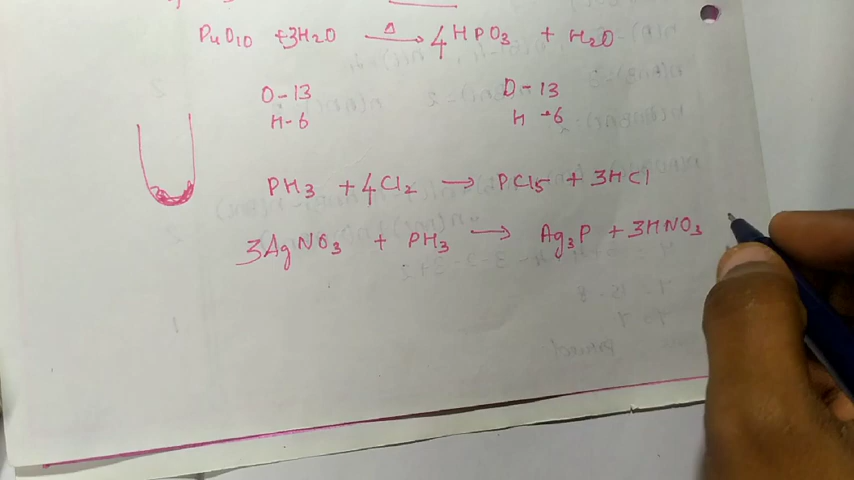 P4O10 + 3H2O —Δ→ 4HPO3 + H2O
O-13 O-13
H-6 H-6
PH3 + 4Cl2 → PCl5 + 3HCl
3AgNO3 + PH3 → Ag3P + 3HNO3